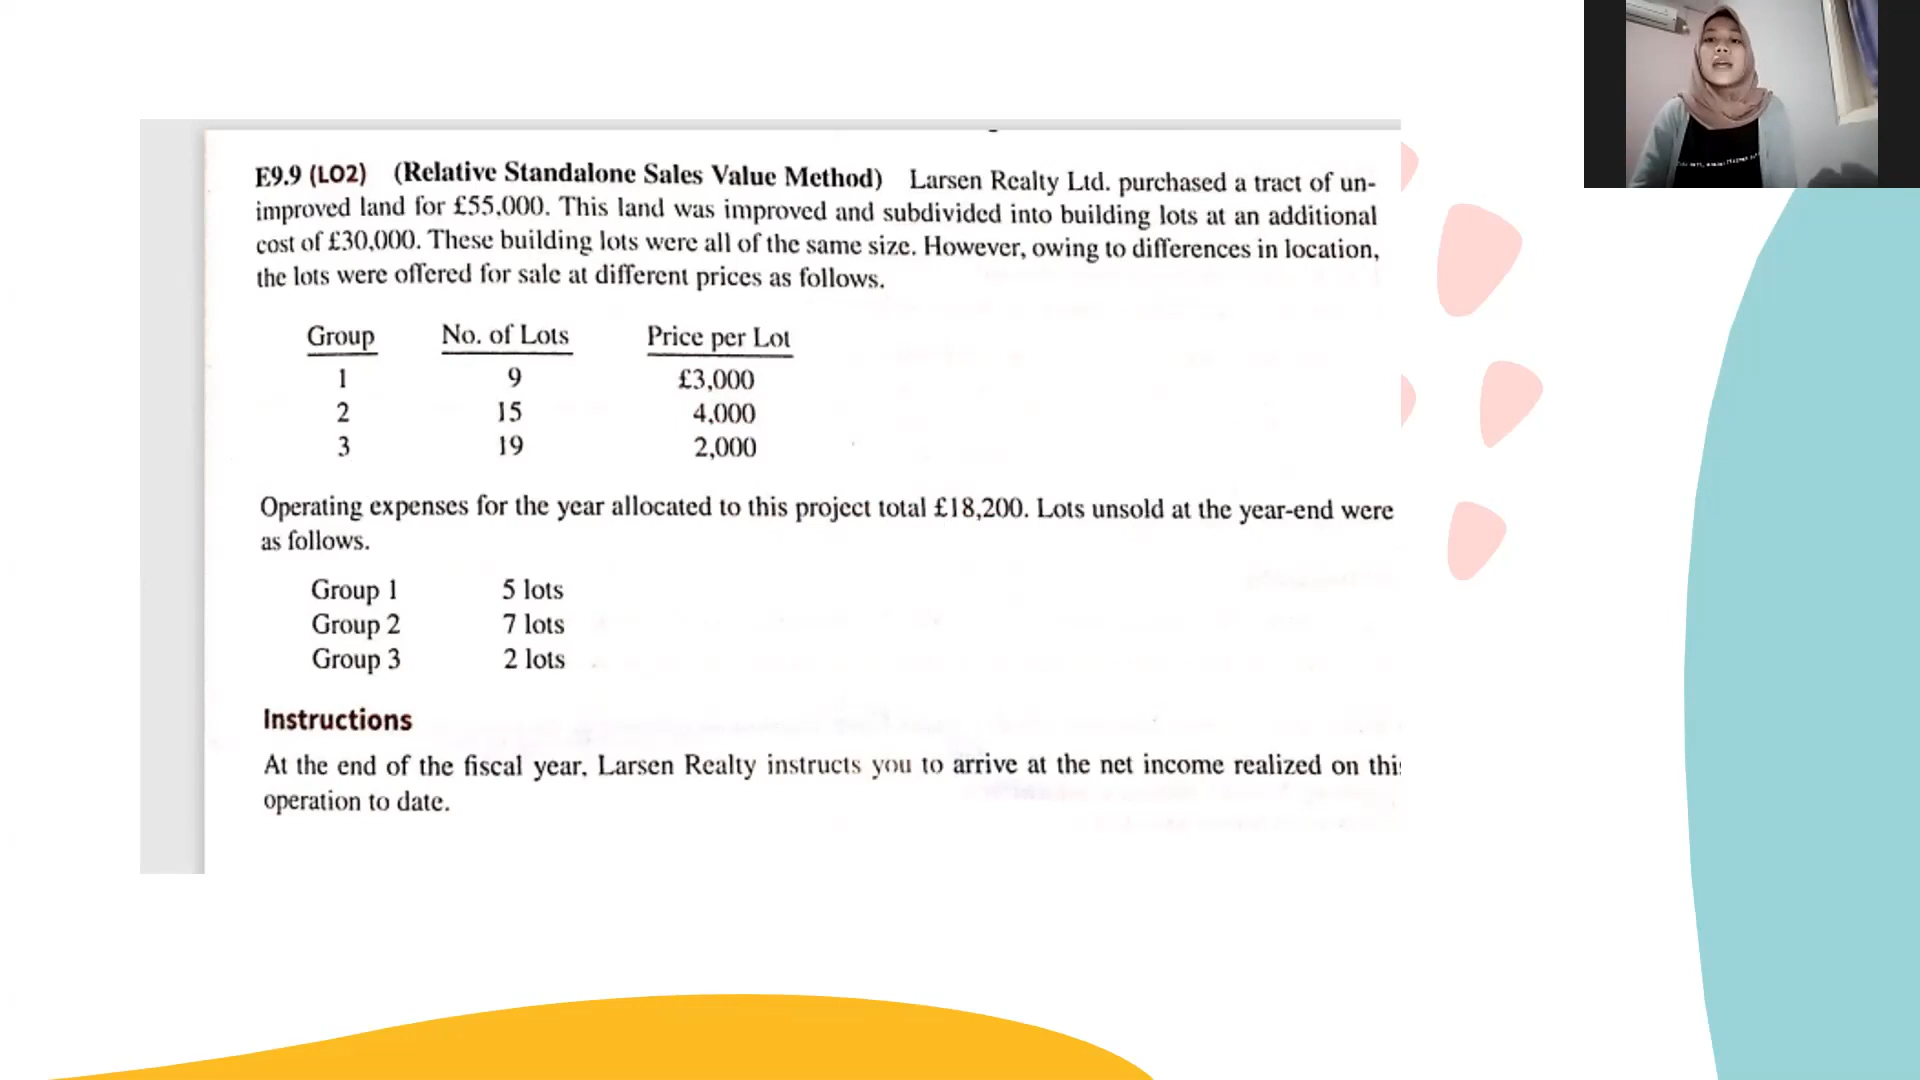 E9.9 (LO2) (Relative Standalone Sales Value Method) Larsen Realty Ltd. purchased a tract of un-
improved land for £55,000. This land was improved and subdivided into building lots at an additional
cost of £30,000. These building lots were all of the same size. However, owing to differences in location,
the lots were offered for sale at different prices as follows.
Group No. of Lots Price per Lot
1 9 £3,000
2 15 4,000
3 19 2,000
Operating expenses for the year allocated to this project total £18,200. Lots unsold at the year-end were
as follows.
Group 1 5 lots
Group 2 7 lots
Group 3 2 lots
Instructions
At the end of the fiscal year, Larsen Realty instructs you to arrive at the net income realized on this
operation to date.